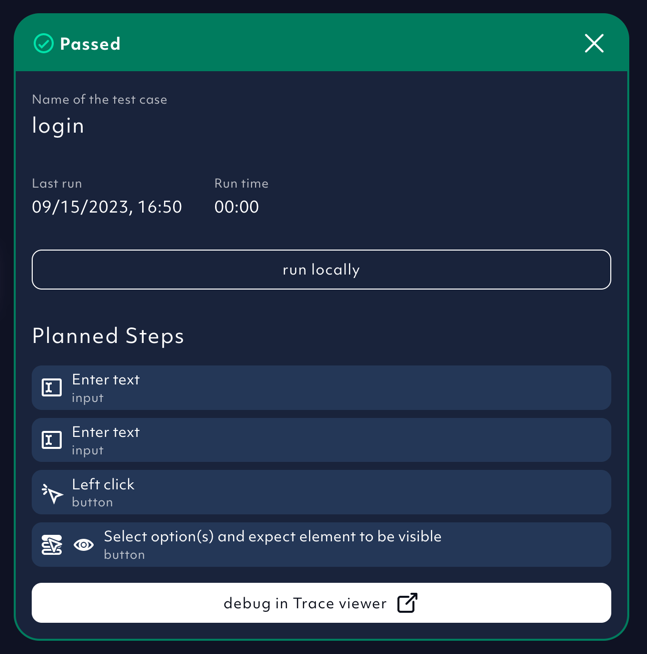 Passed
Name of the test case
login
Last run Run time
09/15/2023, 16:50 00:00
run locally
Planned Steps
Enter text
input
Enter text
input
Left click
button
Select option(s) and expect element to be visible
button
debug in Trace viewer